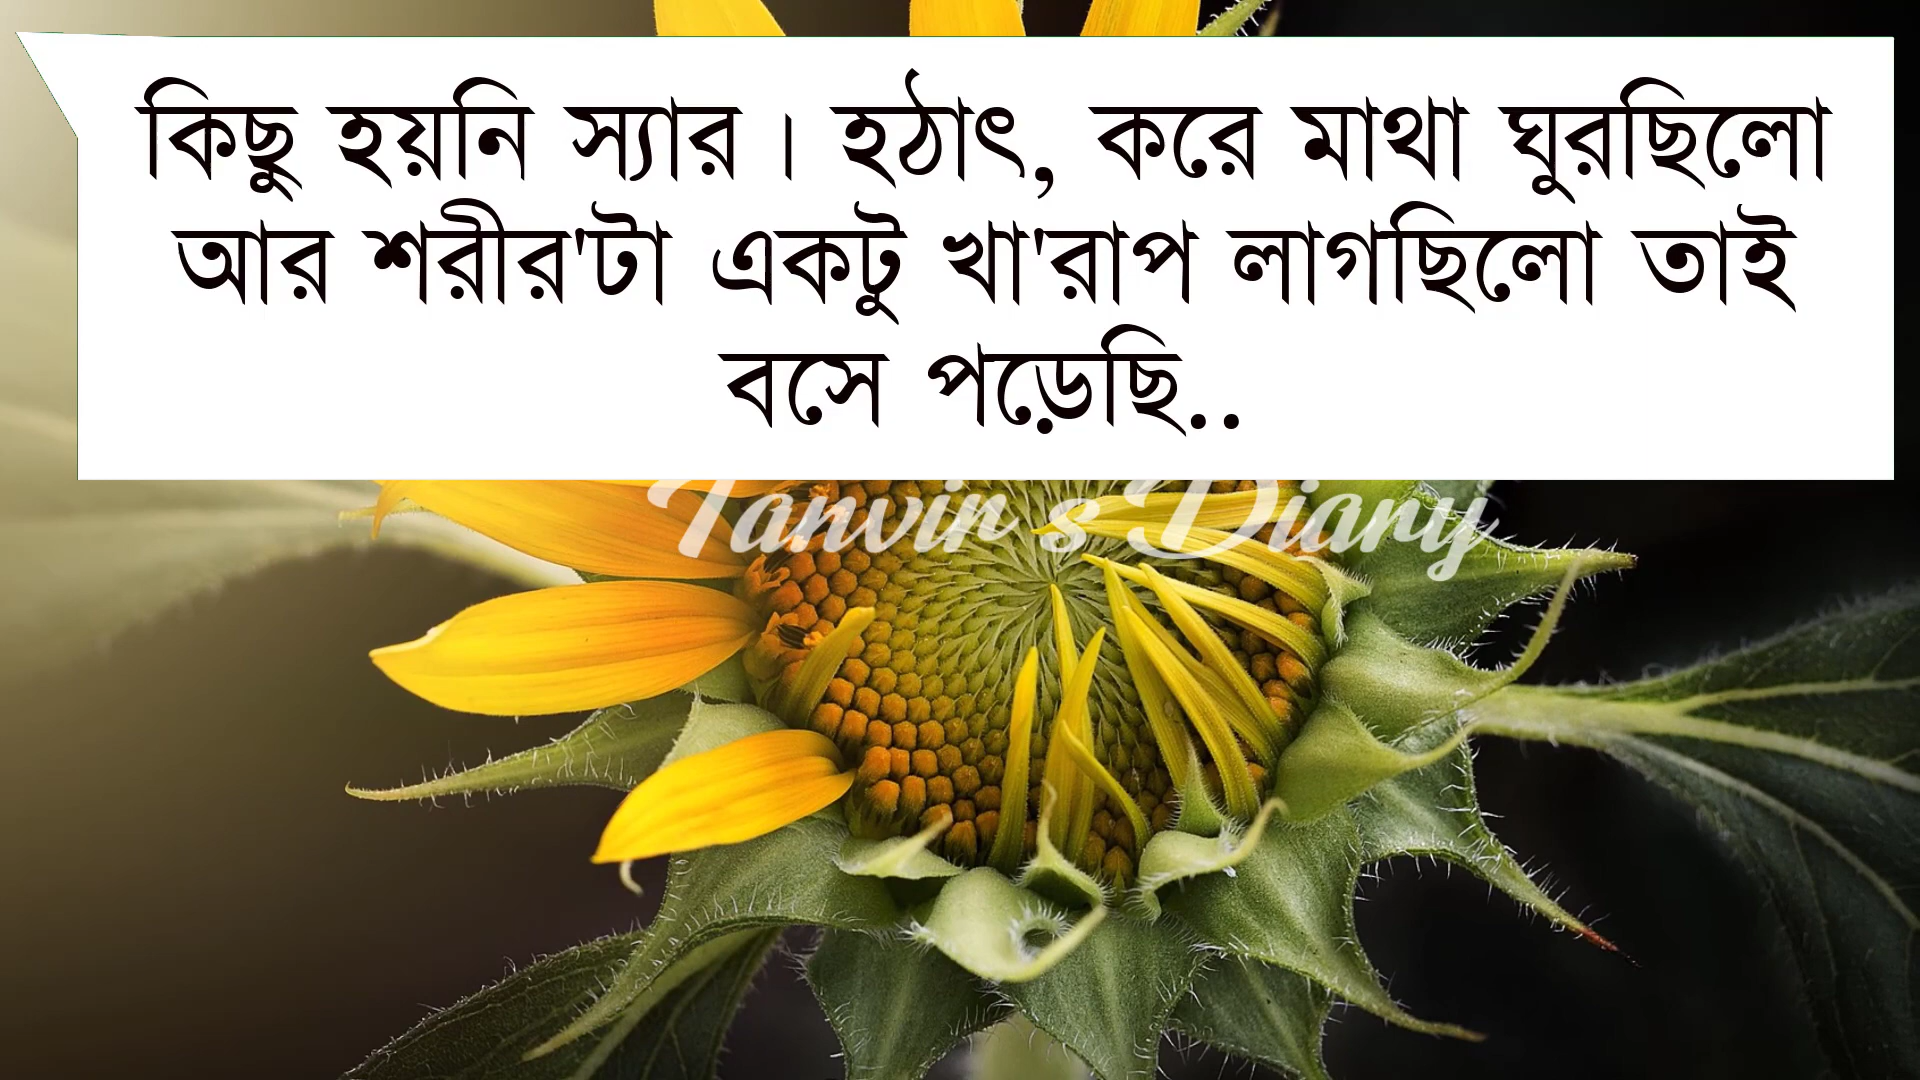 কিছু হয়নি স্যার। হঠাৎ, করে মাথা ঘুরছিলো
আর শরীর'টা একটু খা'রাপ লাগছিলো তাই
বসে পড়েছি..
Tanvir's Diary